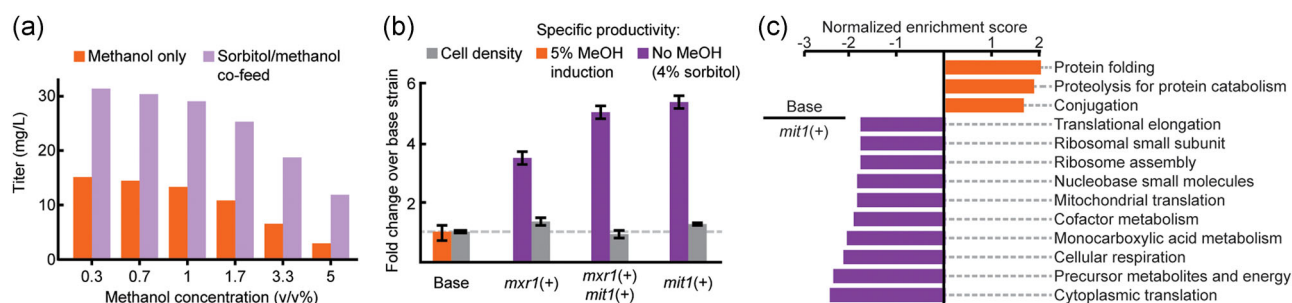 (a)
Methanol only
Sorbitol/methanol
co-feed
Titer (mg/L)
30
20
10
0
0.3 0.7 1 1.7 3.3 5
Methanol concentration (v/v%)
(b)
Specific productivity:
Cell density
5% MeOH
induction
No MeOH
(4% sorbitol)
Fold change over base strain
6
4
2
Base
mxr1(+)
mxr1(+)
mit1(+)
mit1(+)
(c)
Normalized enrichment score
-3 -2 -1 1 2
Base
mit1(+)
Protein folding
Proteolysis for protein catabolism
Conjugation
Translational elongation
Ribosomal small subunit
Ribosome assembly
Nucleobase small molecules
Mitochondrial translation
Cofactor metabolism
Monocarboxylic acid metabolism
Cellular respiration
Precursor metabolites and energy
Cytoplasmic translation